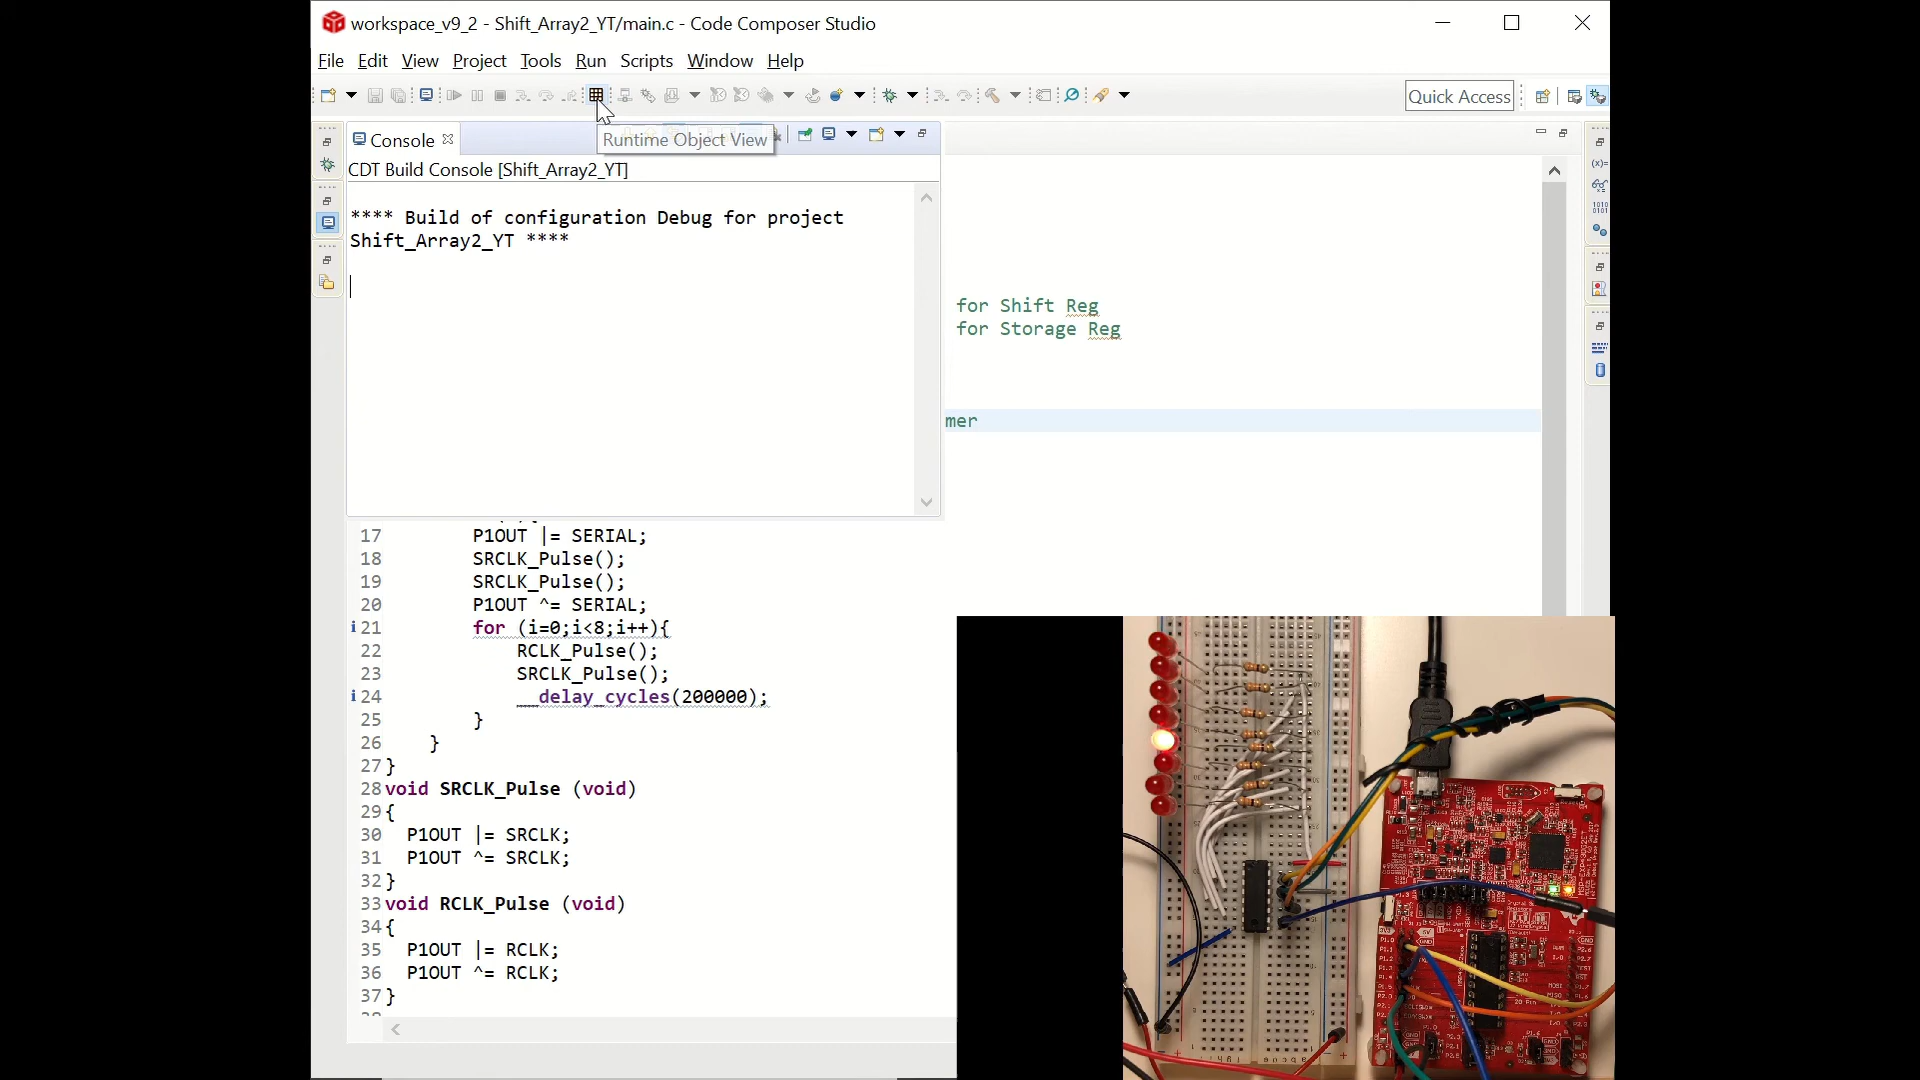 workspace_v9_2 - Shift_Array2_YT/main.c - Code Composer Studio
File Edit View Project Tools Run Scripts Window Help
Quick Access
Console
Runtime Object View
CDT Build Console [Shift_Array2_YT]
**** Build of configuration Debug for project
Shift_Array2_YT ****
for Shift Reg
for Storage Reg
mer
17 P1OUT |= SERIAL;
18 SRCLK_Pulse();
19 SRCLK_Pulse();
20 P1OUT ^= SERIAL;
21 for (i=0;i<8;i++){
22 RCLK_Pulse();
23 SRCLK_Pulse();
24 __delay_cycles(200000);
25 }
26 }
27 }
28 void SRCLK_Pulse (void)
29 {
30 P1OUT |= SRCLK;
31 P1OUT ^= SRCLK;
32 }
33 void RCLK_Pulse (void)
34 {
35 P1OUT |= RCLK;
36 P1OUT ^= RCLK;
37 }